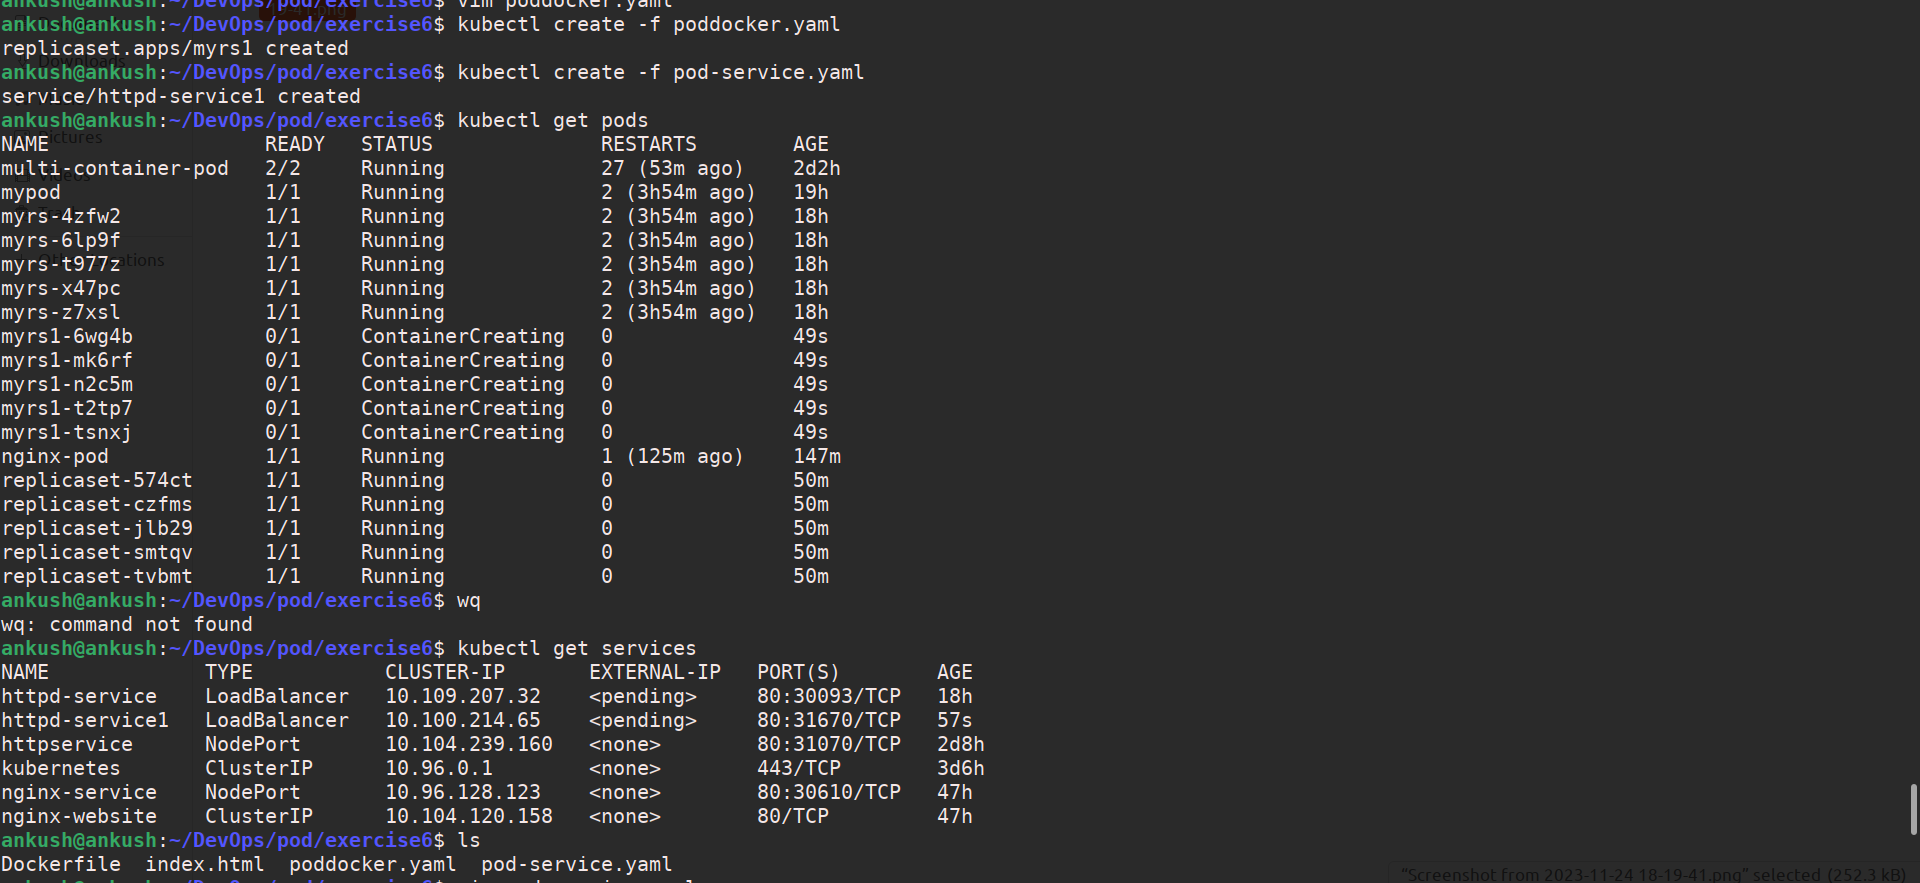 ankush@ankush:~/DevOps/pod/exercise6$ vim poddocker.yaml
ankush@ankush:~/DevOps/pod/exercise6$ kubectl create -f poddocker.yaml
replicaset.apps/myrs1 created
ankush@ankush:~/DevOps/pod/exercise6$ kubectl create -f pod-service.yaml
service/httpd-service1 created
ankush@ankush:~/DevOps/pod/exercise6$ kubectl get pods
NAME                  READY   STATUS              RESTARTS        AGE
multi-container-pod   2/2     Running             27 (53m ago)    2d2h
mypod                 1/1     Running             2 (3h54m ago)   19h
myrs-4zfw2            1/1     Running             2 (3h54m ago)   18h
myrs-6lp9f            1/1     Running             2 (3h54m ago)   18h
myrs-t977z            1/1     Running             2 (3h54m ago)   18h
myrs-x47pc            1/1     Running             2 (3h54m ago)   18h
myrs-z7xsl            1/1     Running             2 (3h54m ago)   18h
myrs1-6wg4b           0/1     ContainerCreating   0               49s
myrs1-mk6rf           0/1     ContainerCreating   0               49s
myrs1-n2c5m           0/1     ContainerCreating   0               49s
myrs1-t2tp7           0/1     ContainerCreating   0               49s
myrs1-tsnxj           0/1     ContainerCreating   0               49s
nginx-pod             1/1     Running             1 (125m ago)    147m
replicaset-574ct      1/1     Running             0               50m
replicaset-czfms      1/1     Running             0               50m
replicaset-jlb29      1/1     Running             0               50m
replicaset-smtqv      1/1     Running             0               50m
replicaset-tvbmt      1/1     Running             0               50m
ankush@ankush:~/DevOps/pod/exercise6$ wq
wq: command not found
ankush@ankush:~/DevOps/pod/exercise6$ kubectl get services
NAME             TYPE           CLUSTER-IP       EXTERNAL-IP   PORT(S)        AGE
httpd-service    LoadBalancer   10.109.207.32    <pending>     80:30093/TCP   18h
httpd-service1   LoadBalancer   10.100.214.65    <pending>     80:31670/TCP   57s
httpservice      NodePort       10.104.239.160   <none>        80:31070/TCP   2d8h
kubernetes       ClusterIP      10.96.0.1        <none>        443/TCP        3d6h
nginx-service    NodePort       10.96.128.123    <none>        80:30610/TCP   47h
nginx-website    ClusterIP      10.104.120.158   <none>        80/TCP         47h
ankush@ankush:~/DevOps/pod/exercise6$ ls
Dockerfile  index.html  poddocker.yaml  pod-service.yaml
Downloads
Pictures
Videos
"Screenshot from 2023-11-24 18-19-41.png" selected (252.3 kB)